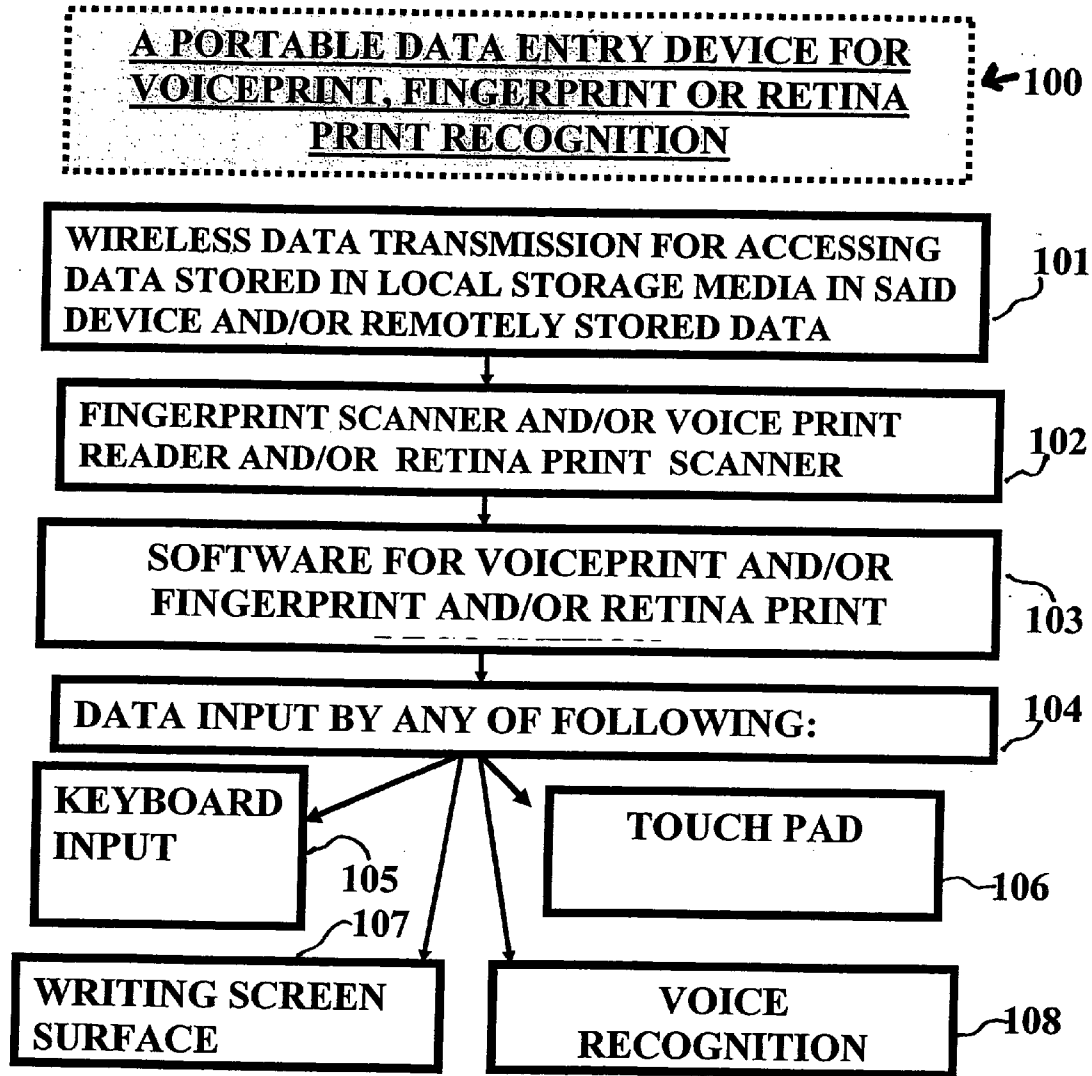 A PORTABLE DATA ENTRY DEVICE FOR
VOICEPRINT, FINGERPRINT OR RETINA
PRINT RECOGNITION
100
WIRELESS DATA TRANSMISSION FOR ACCESSING
DATA STORED IN LOCAL STORAGE MEDIA IN SAID
DEVICE AND/OR REMOTELY STORED DATA
101
FINGERPRINT SCANNER AND/OR VOICE PRINT
READER AND/OR RETINA PRINT SCANNER
102
SOFTWARE FOR VOICEPRINT AND/OR
FINGERPRINT AND/OR RETINA PRINT
103
DATA INPUT BY ANY OF FOLLOWING:
104
KEYBOARD
INPUT
105
TOUCH PAD
106
107
WRITING SCREEN
SURFACE
VOICE
RECOGNITION
108